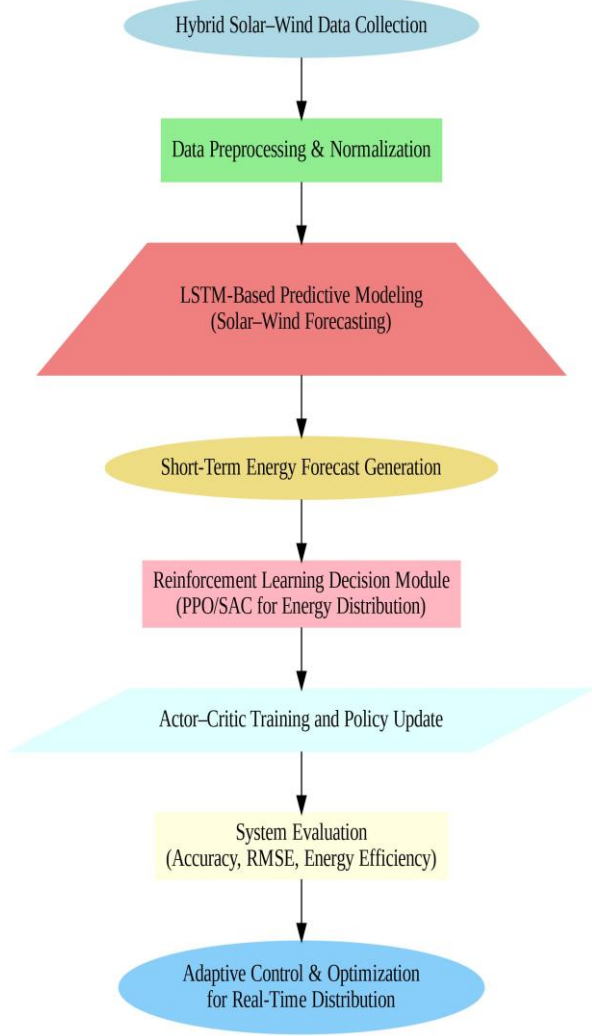 Hybrid Solar–Wind Data Collection
Data Preprocessing & Normalization
LSTM-Based Predictive Modeling
(Solar–Wind Forecasting)
Short-Term Energy Forecast Generation
Reinforcement Learning Decision Module
(PPO/SAC for Energy Distribution)
Actor–Critic Training and Policy Update
System Evaluation
(Accuracy, RMSE, Energy Efficiency)
Adaptive Control & Optimization
for Real-Time Distribution